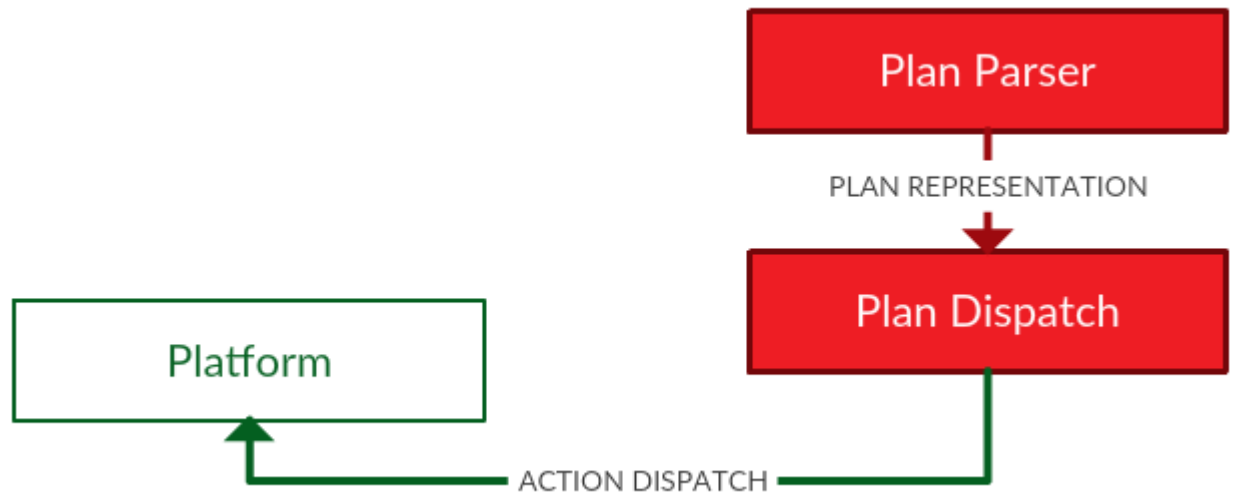 Plan Parser
PLAN REPRESENTATION
Plan Dispatch
Platform
ACTION DISPATCH